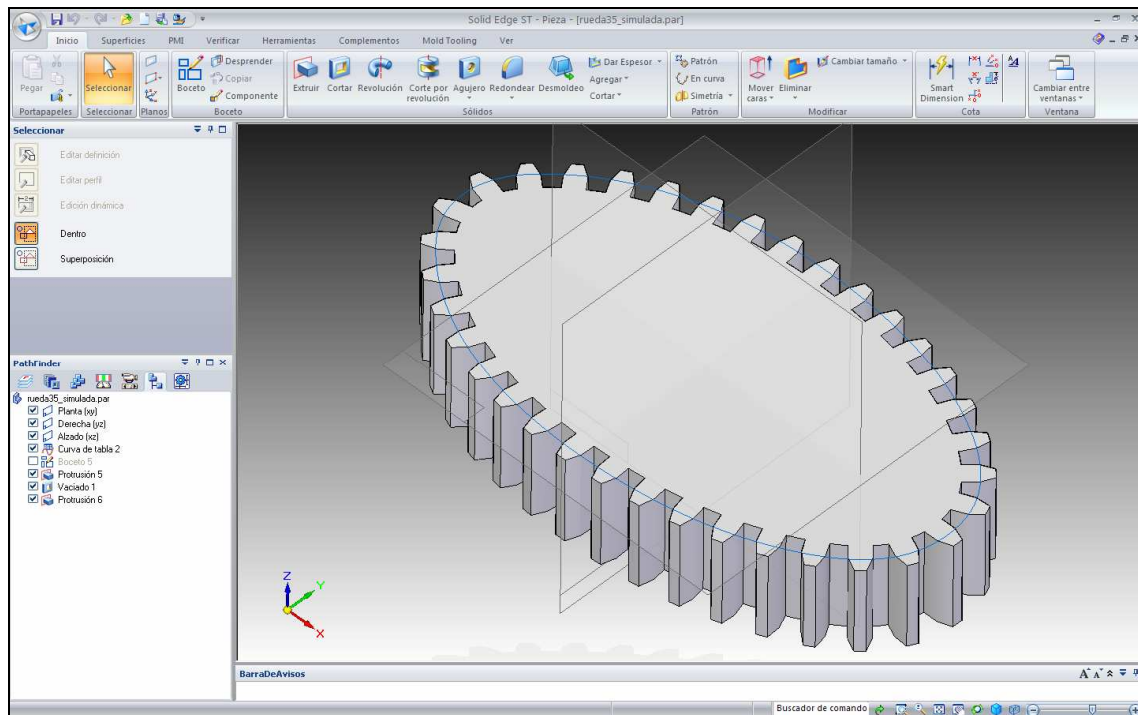 Solid Edge ST - Pieza - [rueda35_simulada.par]
Inicio Superficies PMI Verificar Herramientas Complementos Mold Tooling Ver
Pegar
Portapapeles
Seleccionar
Seleccionar
Planos
Boceto
Desprender
Copiar
Componente
Boceto
Extruir
Cortar
Revolución
Corte por revolución
Agujero
Redondear
Desmoldeo
Dar Espesor
Agregar
Cortar
Sólidos
Patrón
En curva
Simetría
Patrón
Mover caras
Eliminar
Cambiar tamaño
Modificar
Smart Dimension
Cota
Cambiar entre ventanas
Ventana
Seleccionar
Editar definición
Editar perfil
Edición dinámica
Dentro
Superposición
PathFinder
rueda35_simulada.par
Planta (xy)
Derecha (yz)
Alzado (xz)
Curva de tabla 2
Boceto 5
Protrusión 5
Vaciado 1
Protrusión 6
Z
Y
X
BarraDeAvisos
Buscador de comando